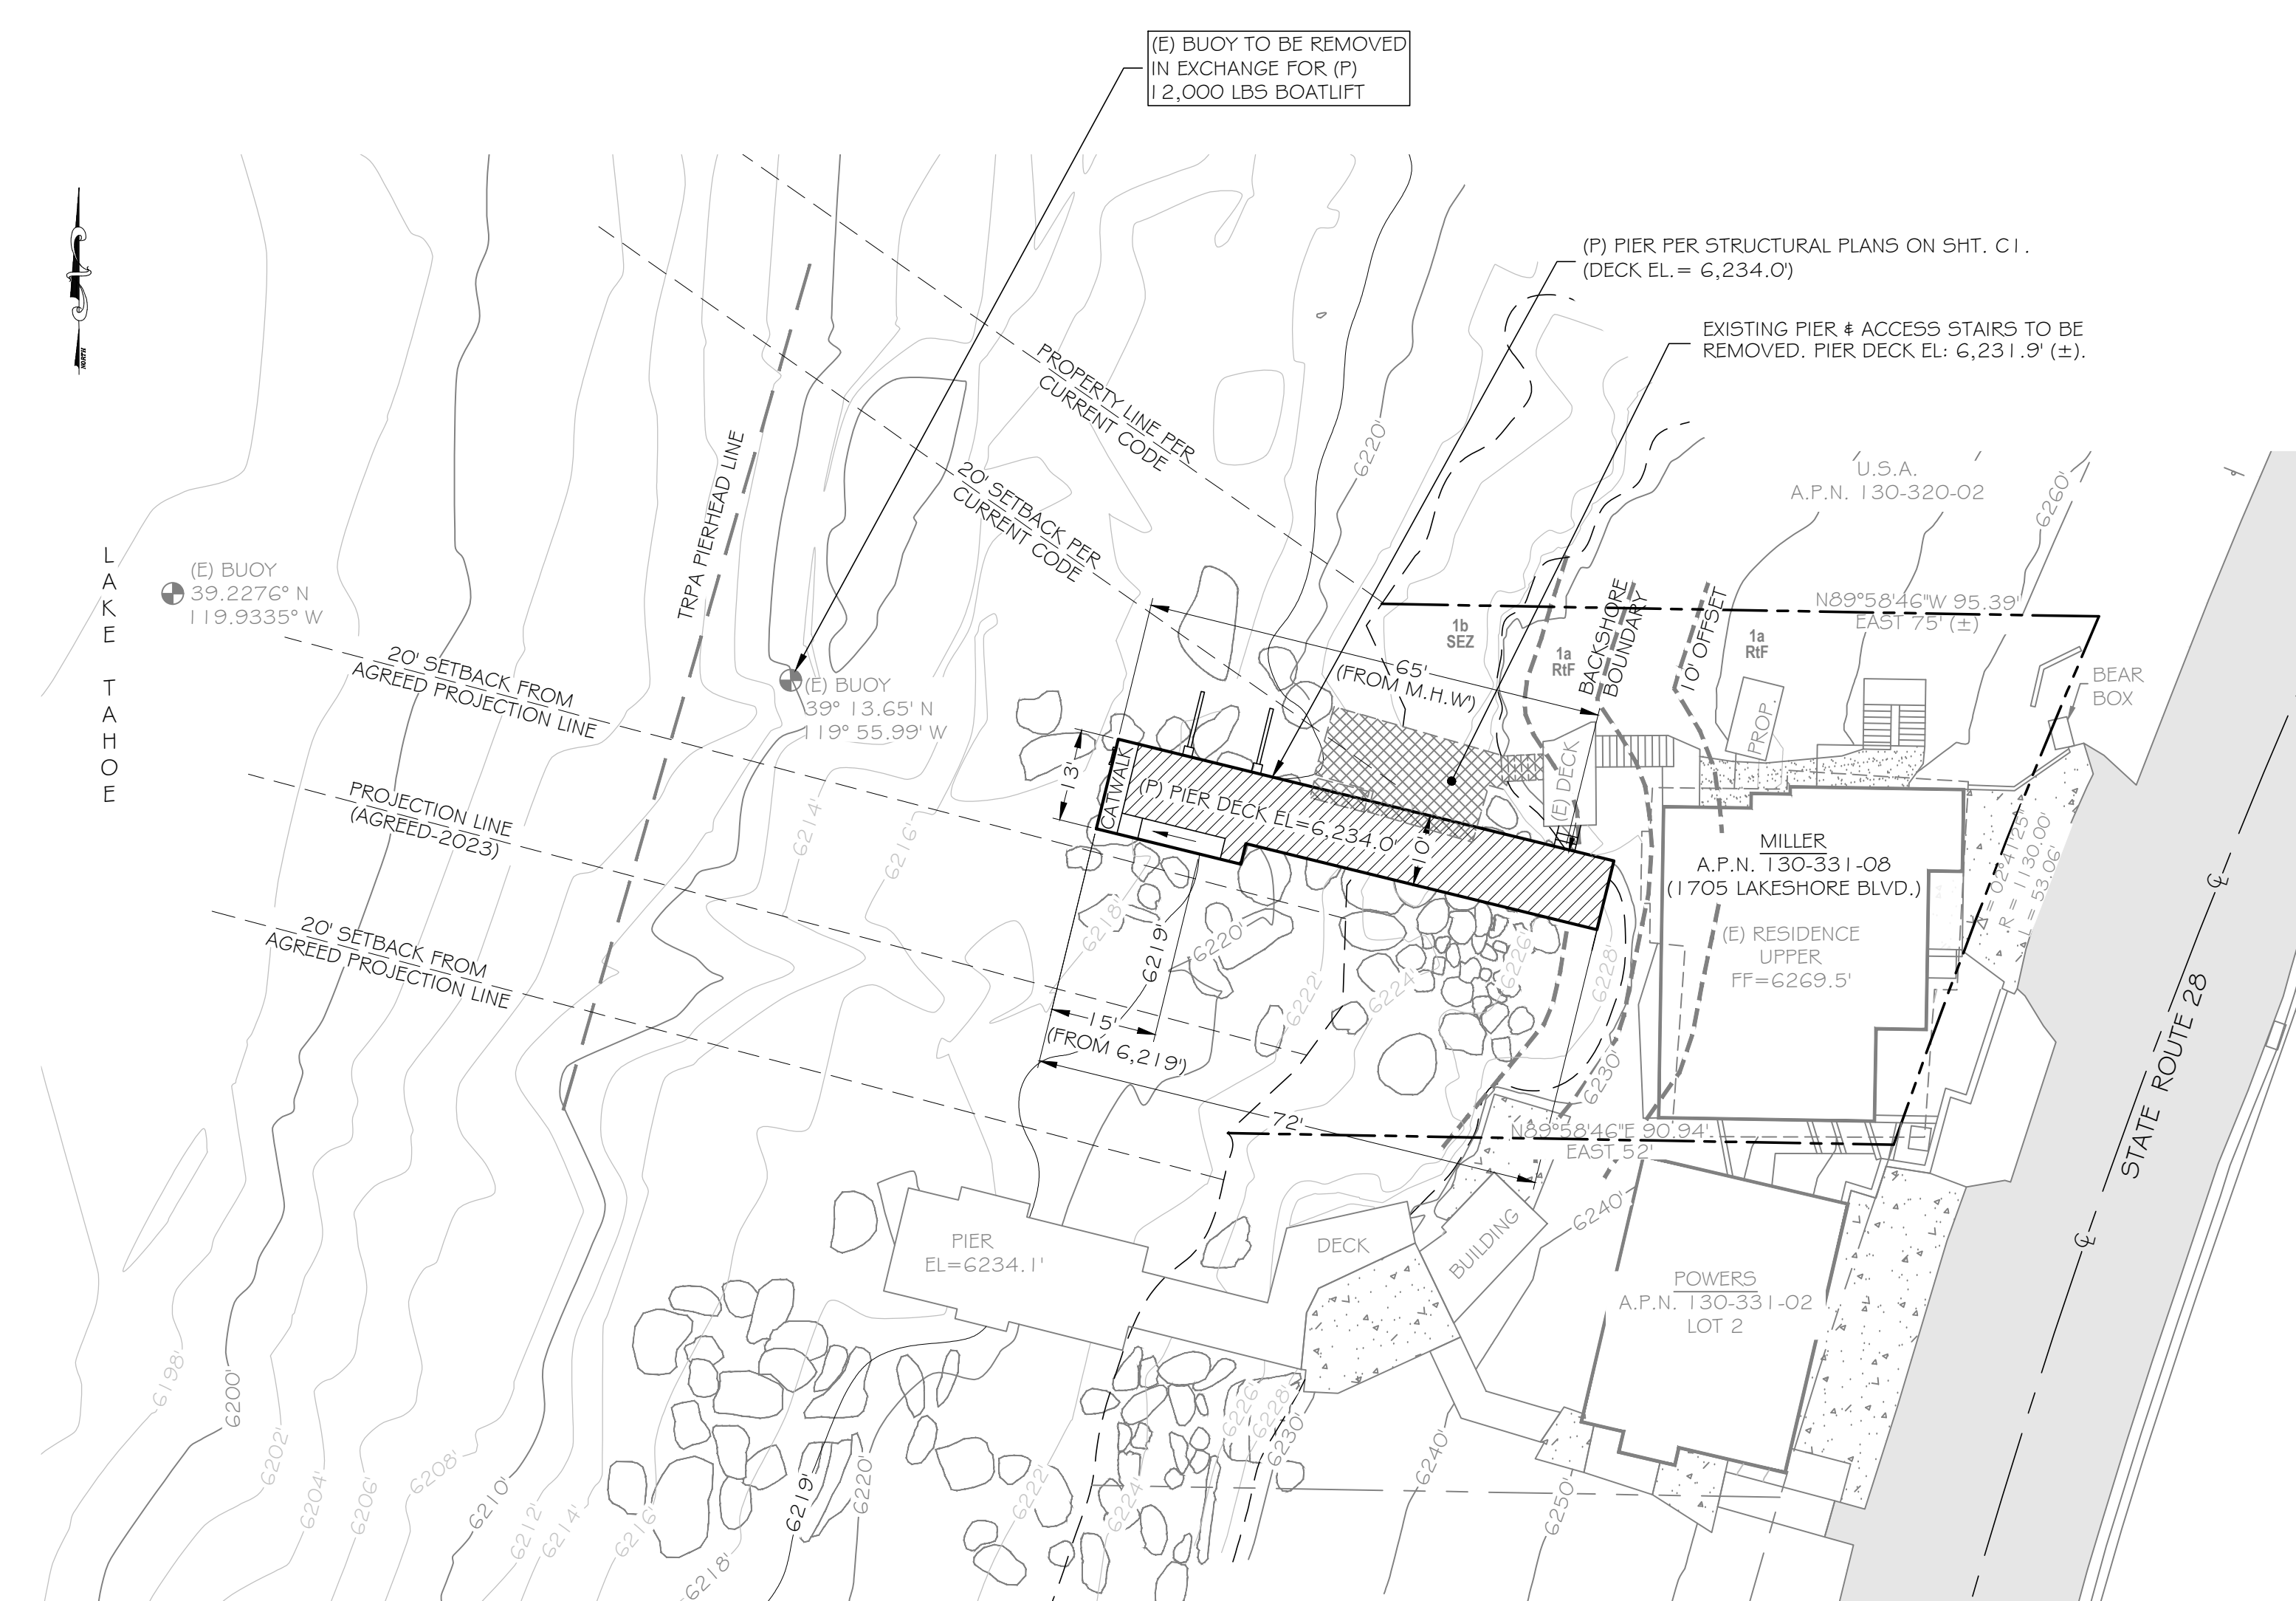 (E) BUOY TO BE REMOVED
IN EXCHANGE FOR (P)
12,000 LBS BOATLIFT
(P) PIER PER STRUCTURAL PLANS ON SHT. C1.
(DECK EL.= 6,234.0')
EXISTING PIER & ACCESS STAIRS TO BE
REMOVED. PIER DECK EL: 6,231.9' (±).
NORTH
LAKE TAHOE
(E) BUOY
39.2276° N
119.9335° W
TRPA PIERHEAD LINE
PROPERTY LINE PER
CURRENT CODE
20' SETBACK PER
CURRENT CODE
6220'
U.S.A.
A.P.N. 130-320-02
6260'
N89°58'46"W 95.39'
EAST 75' (±)
1b
SEZ
1a
RtF
BACKSHORE
BOUNDARY
10' OFFSET
1a
RtF
BEAR
BOX
PROP.
65'
(FROM M.H.W')
20' SETBACK FROM
AGREED PROJECTION LINE
(E) BUOY
39° 13.65' N
119° 55.99' W
13'
CATWALK
(P) PIER DECK EL=6,234.0'
10'
(E) DECK
PROJECTION LINE
(AGREED-2023)
6214'
6216'
MILLER
A.P.N. 130-331-08
(1705 LAKESHORE BLVD.)
(E) RESIDENCE
UPPER
FF=6269.5'
Δ = 02°41'25"
R = 1130.00'
L = 53.06'
℄
20' SETBACK FROM
AGREED PROJECTION LINE
6218'
6219'
6220'
6222'
6224'
6226'
6228'
6230'
15'
(FROM 6,219')
72'
N89°58'46"E 90.94'
EAST 52'
STATE ROUTE 28
℄
PIER
EL=6234.1'
DECK
BUILDING
6240'
POWERS
A.P.N. 130-331-02
LOT 2
6198'
6200'
6202'
6204'
6206'
6208'
6210'
6212'
6214'
6216'
6218'
6219'
6220'
6222'
6224'
6226'
6228'
6230'
6240'
6250'